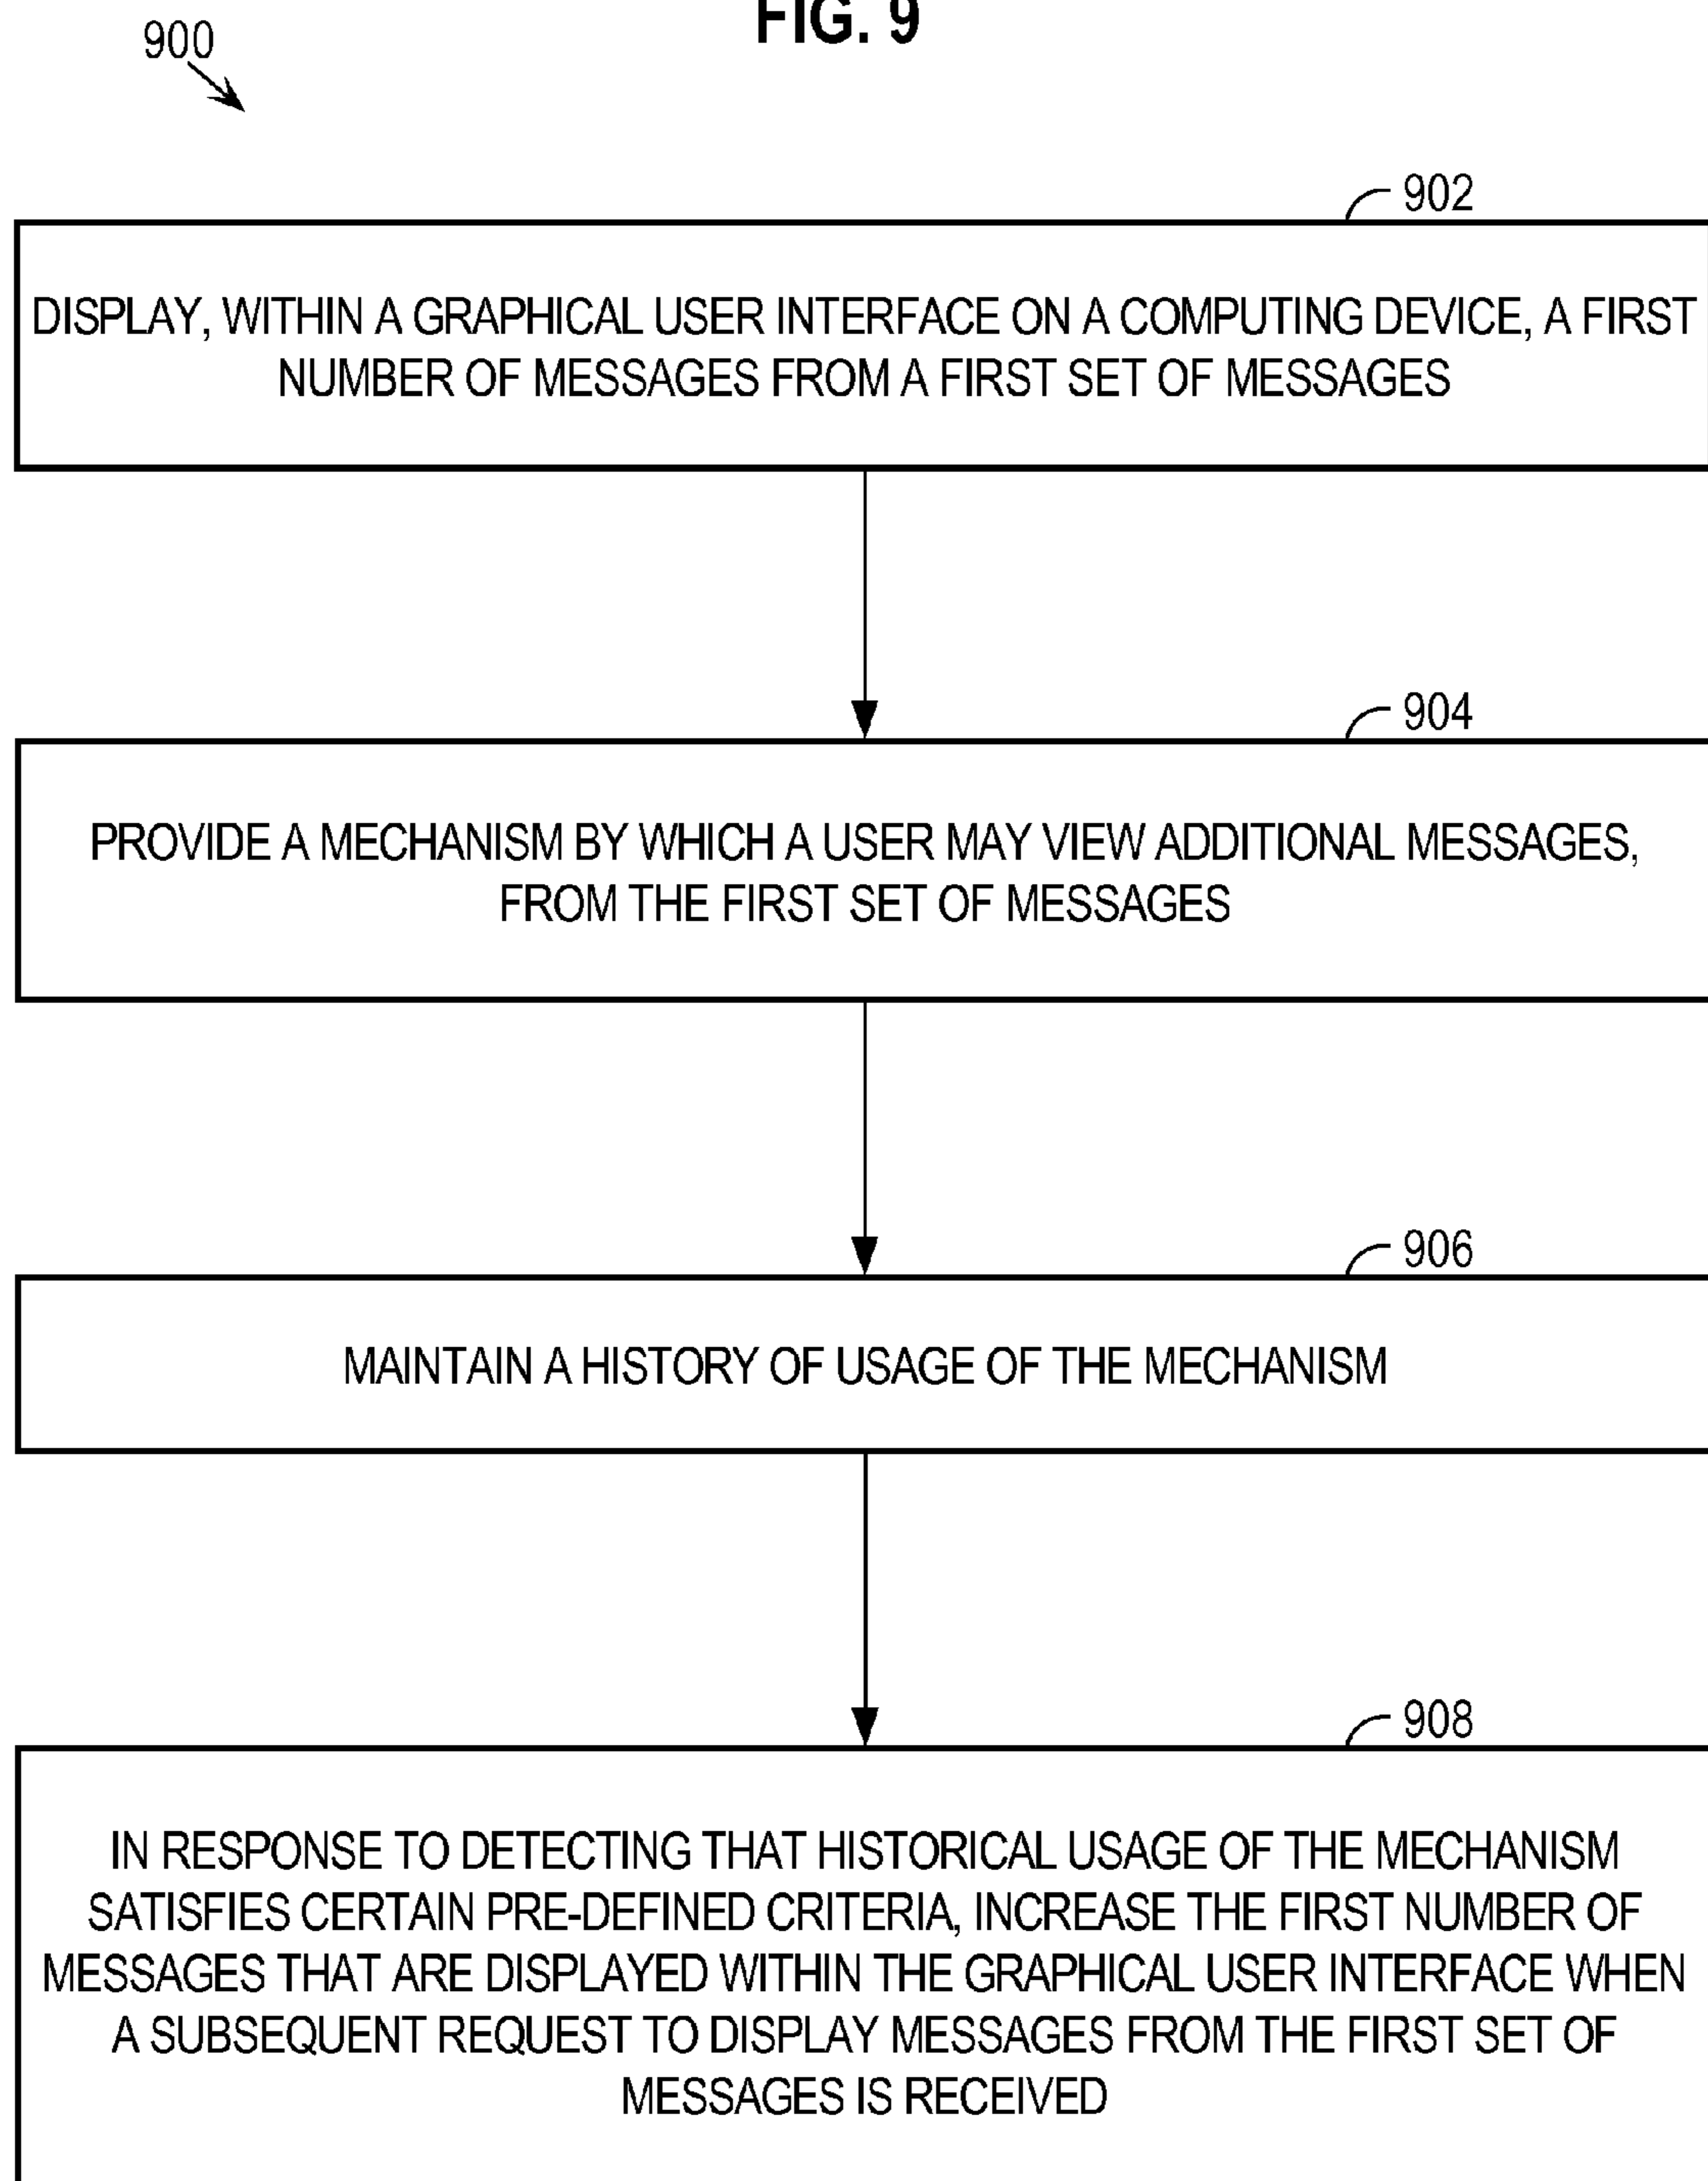 FIG. 9
900
902
DISPLAY, WITHIN A GRAPHICAL USER INTERFACE ON A COMPUTING DEVICE, A FIRST
NUMBER OF MESSAGES FROM A FIRST SET OF MESSAGES
904
PROVIDE A MECHANISM BY WHICH A USER MAY VIEW ADDITIONAL MESSAGES,
FROM THE FIRST SET OF MESSAGES
906
MAINTAIN A HISTORY OF USAGE OF THE MECHANISM
908
IN RESPONSE TO DETECTING THAT HISTORICAL USAGE OF THE MECHANISM
SATISFIES CERTAIN PRE-DEFINED CRITERIA, INCREASE THE FIRST NUMBER OF
MESSAGES THAT ARE DISPLAYED WITHIN THE GRAPHICAL USER INTERFACE WHEN
A SUBSEQUENT REQUEST TO DISPLAY MESSAGES FROM THE FIRST SET OF
MESSAGES IS RECEIVED